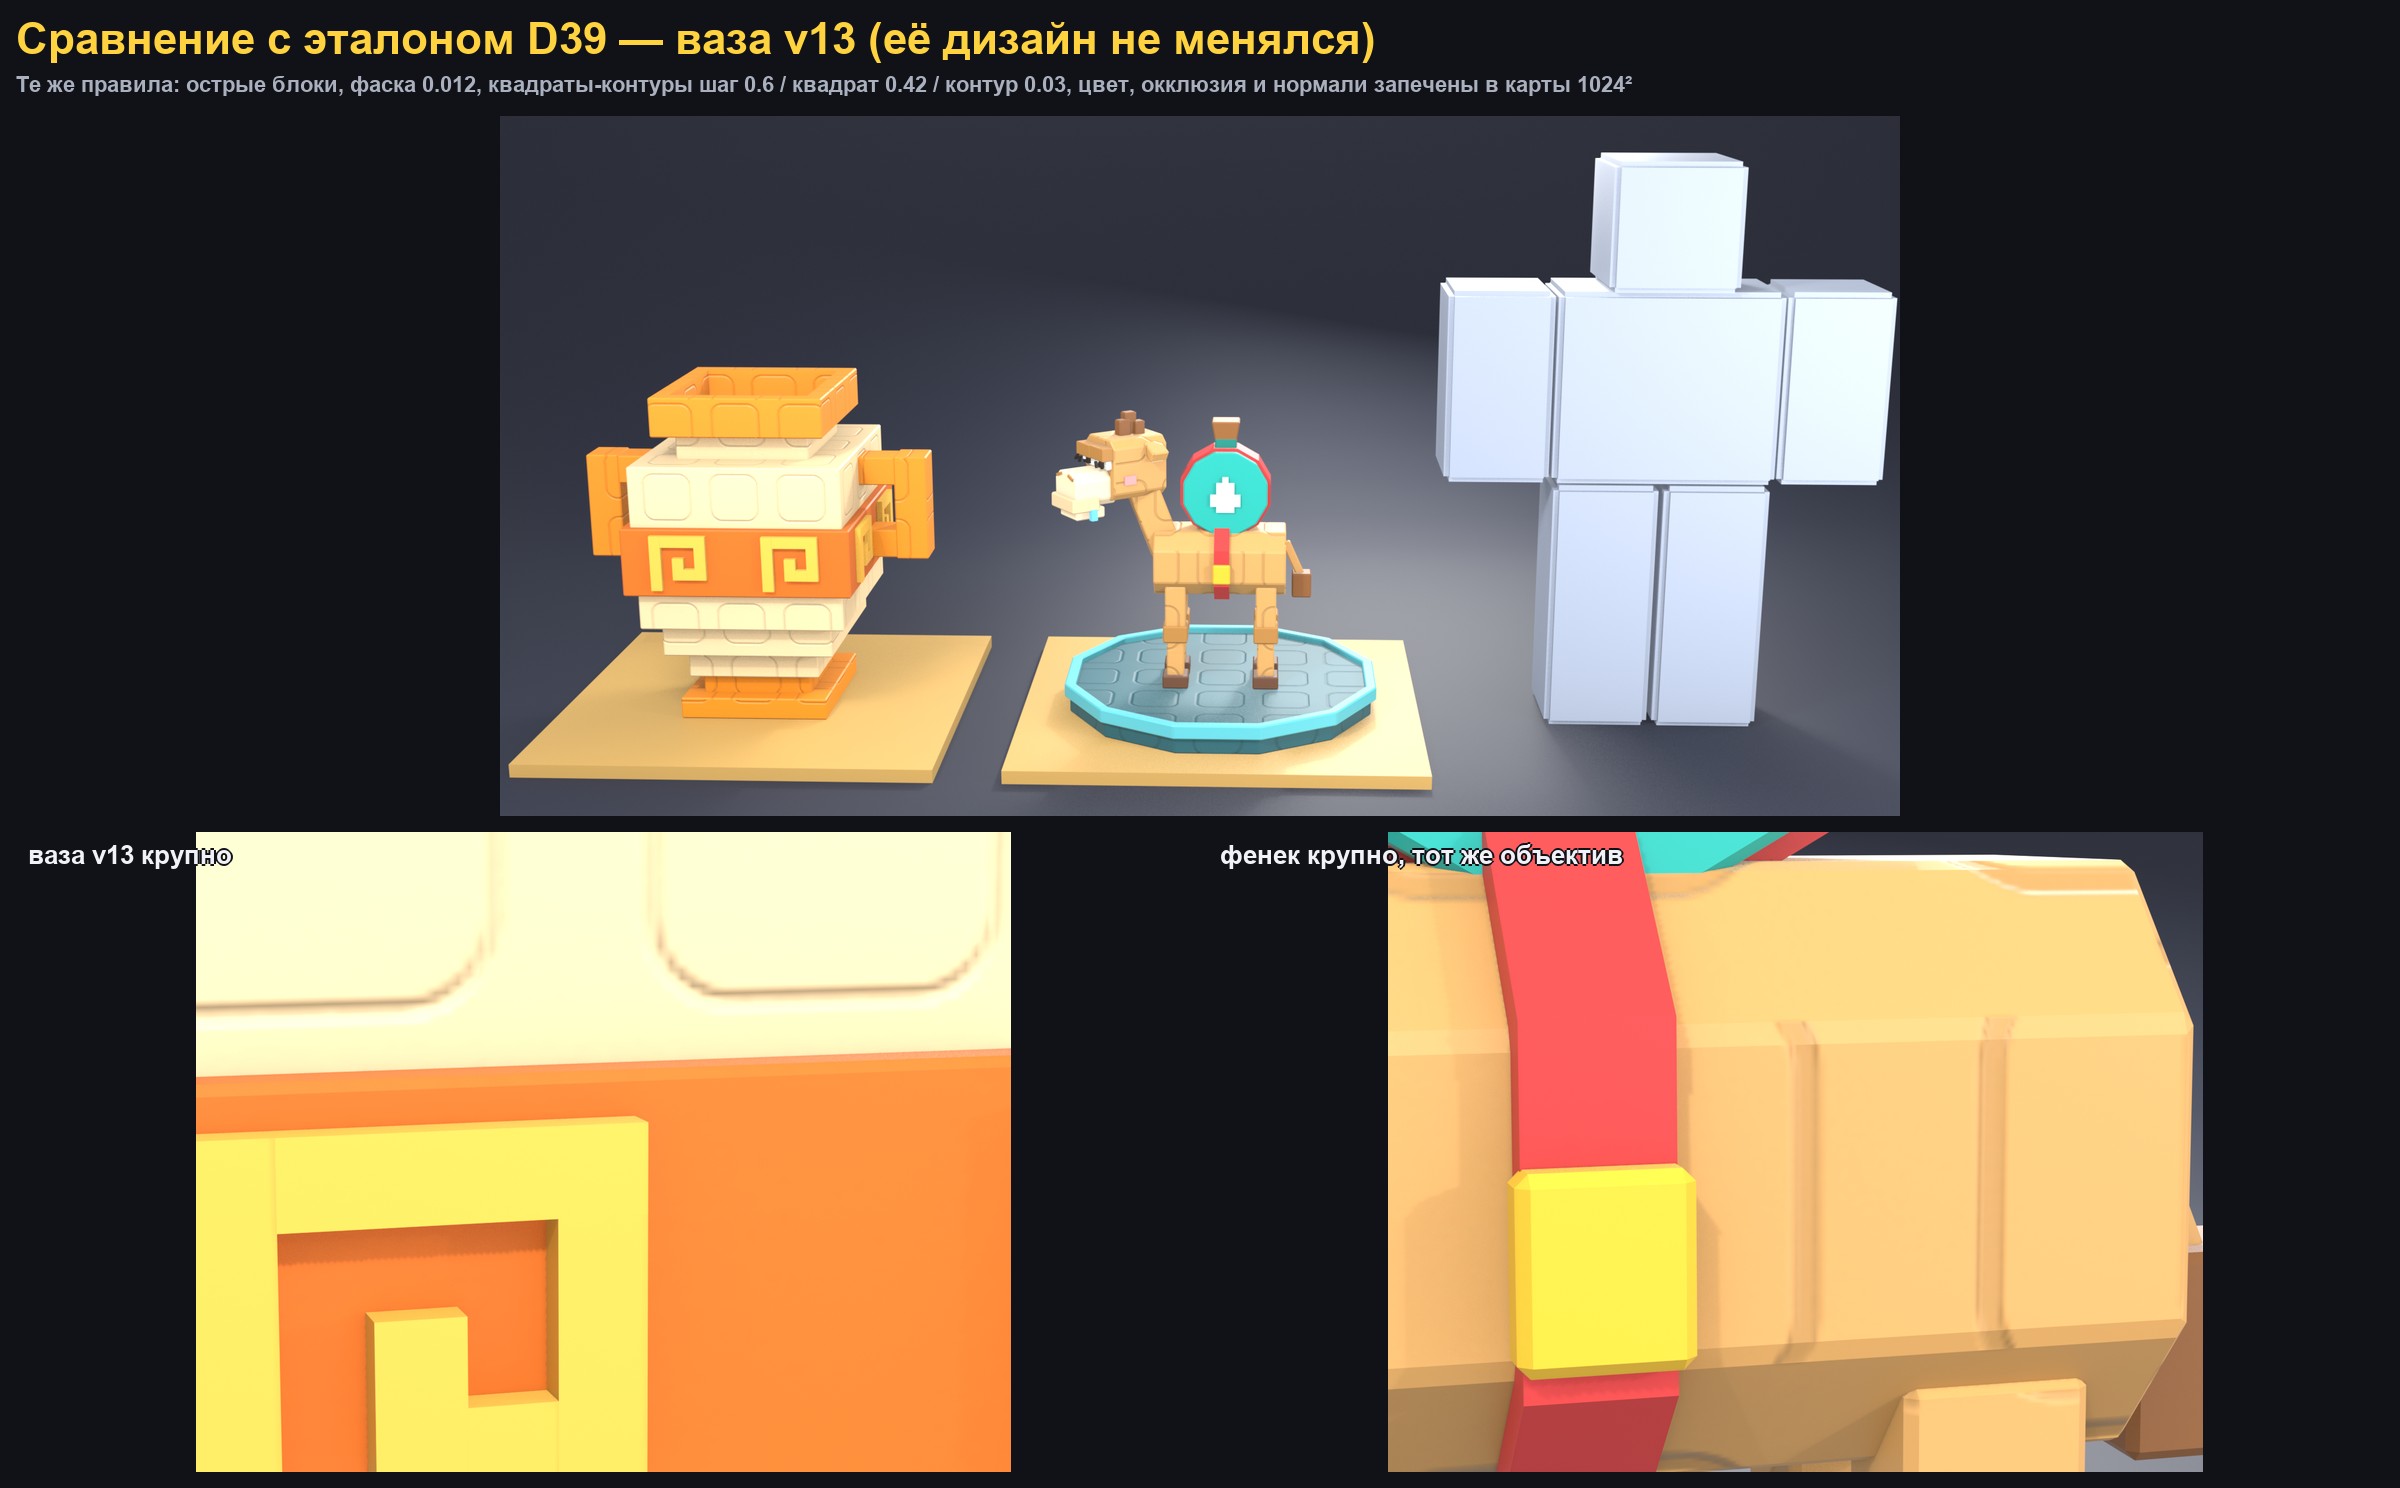 Сравнение с эталоном D39 — ваза v13 (её дизайн не менялся)
Те же правила: острые блоки, фаска 0.012, квадраты-контуры шаг 0.6 / квадрат 0.42 / контур 0.03, цвет, окклюзия и нормали запечены в карты 1024²
ваза v13 крупно
фенек крупно, тот же объектив